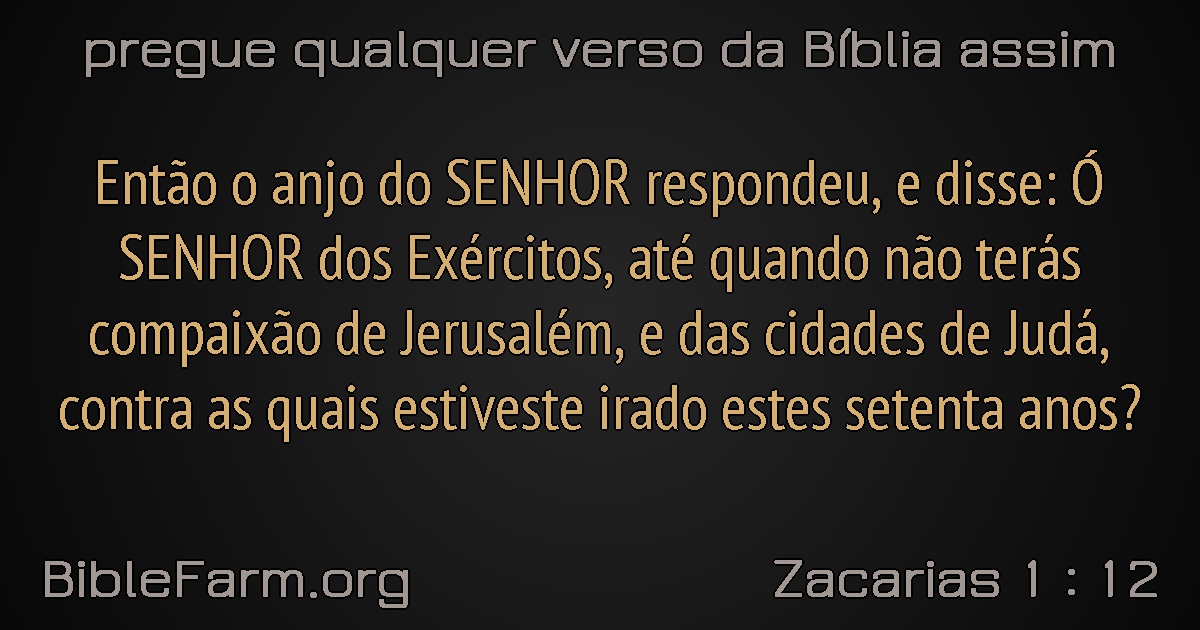 pregue qualquer verso da Bíblia assim
Então o anjo do SENHOR respondeu, e disse: Ó
SENHOR dos Exércitos, até quando não terás
compaixão de Jerusalém, e das cidades de Judá,
contra as quais estiveste irado estes setenta anos?
BibleFarm.org
Zacarias 1 : 12